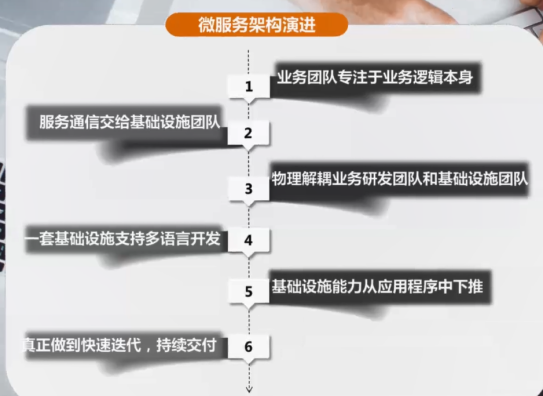 微服务架构演进
1
业务团队专注于业务逻辑本身
服务通信交给基础设施团队
2
3
物理解耦业务研发团队和基础设施团队
一套基础设施支持多语言开发
4
5
基础设施能力从应用程序中下推
真正做到快速迭代，持续交付
6